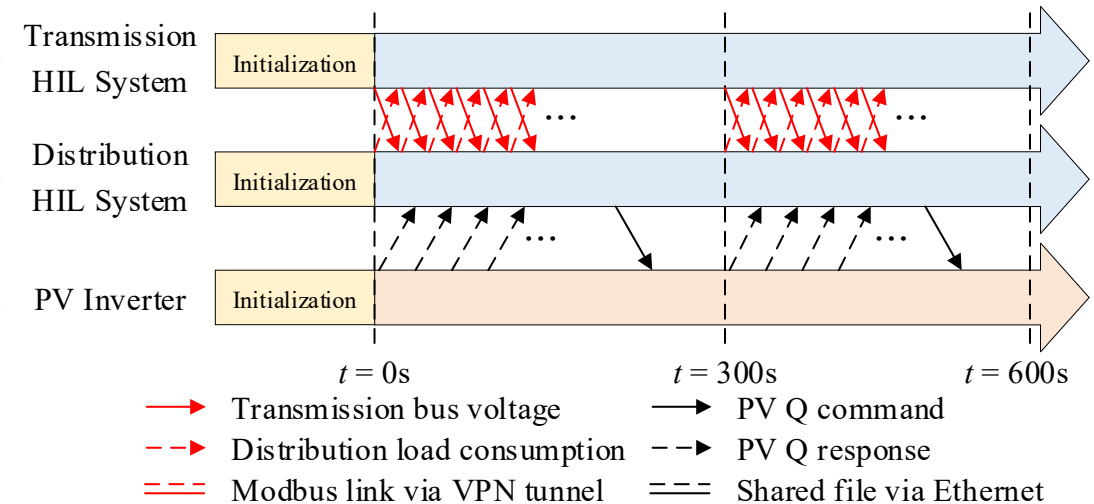 Transmission
HIL System
Initialization
...
...
Distribution
HIL System
Initialization
...
...
PV Inverter
Initialization
t = 0s
t = 300s
t = 600s
Transmission bus voltage
PV Q command
Distribution load consumption
PV Q response
Modbus link via VPN tunnel
Shared file via Ethernet